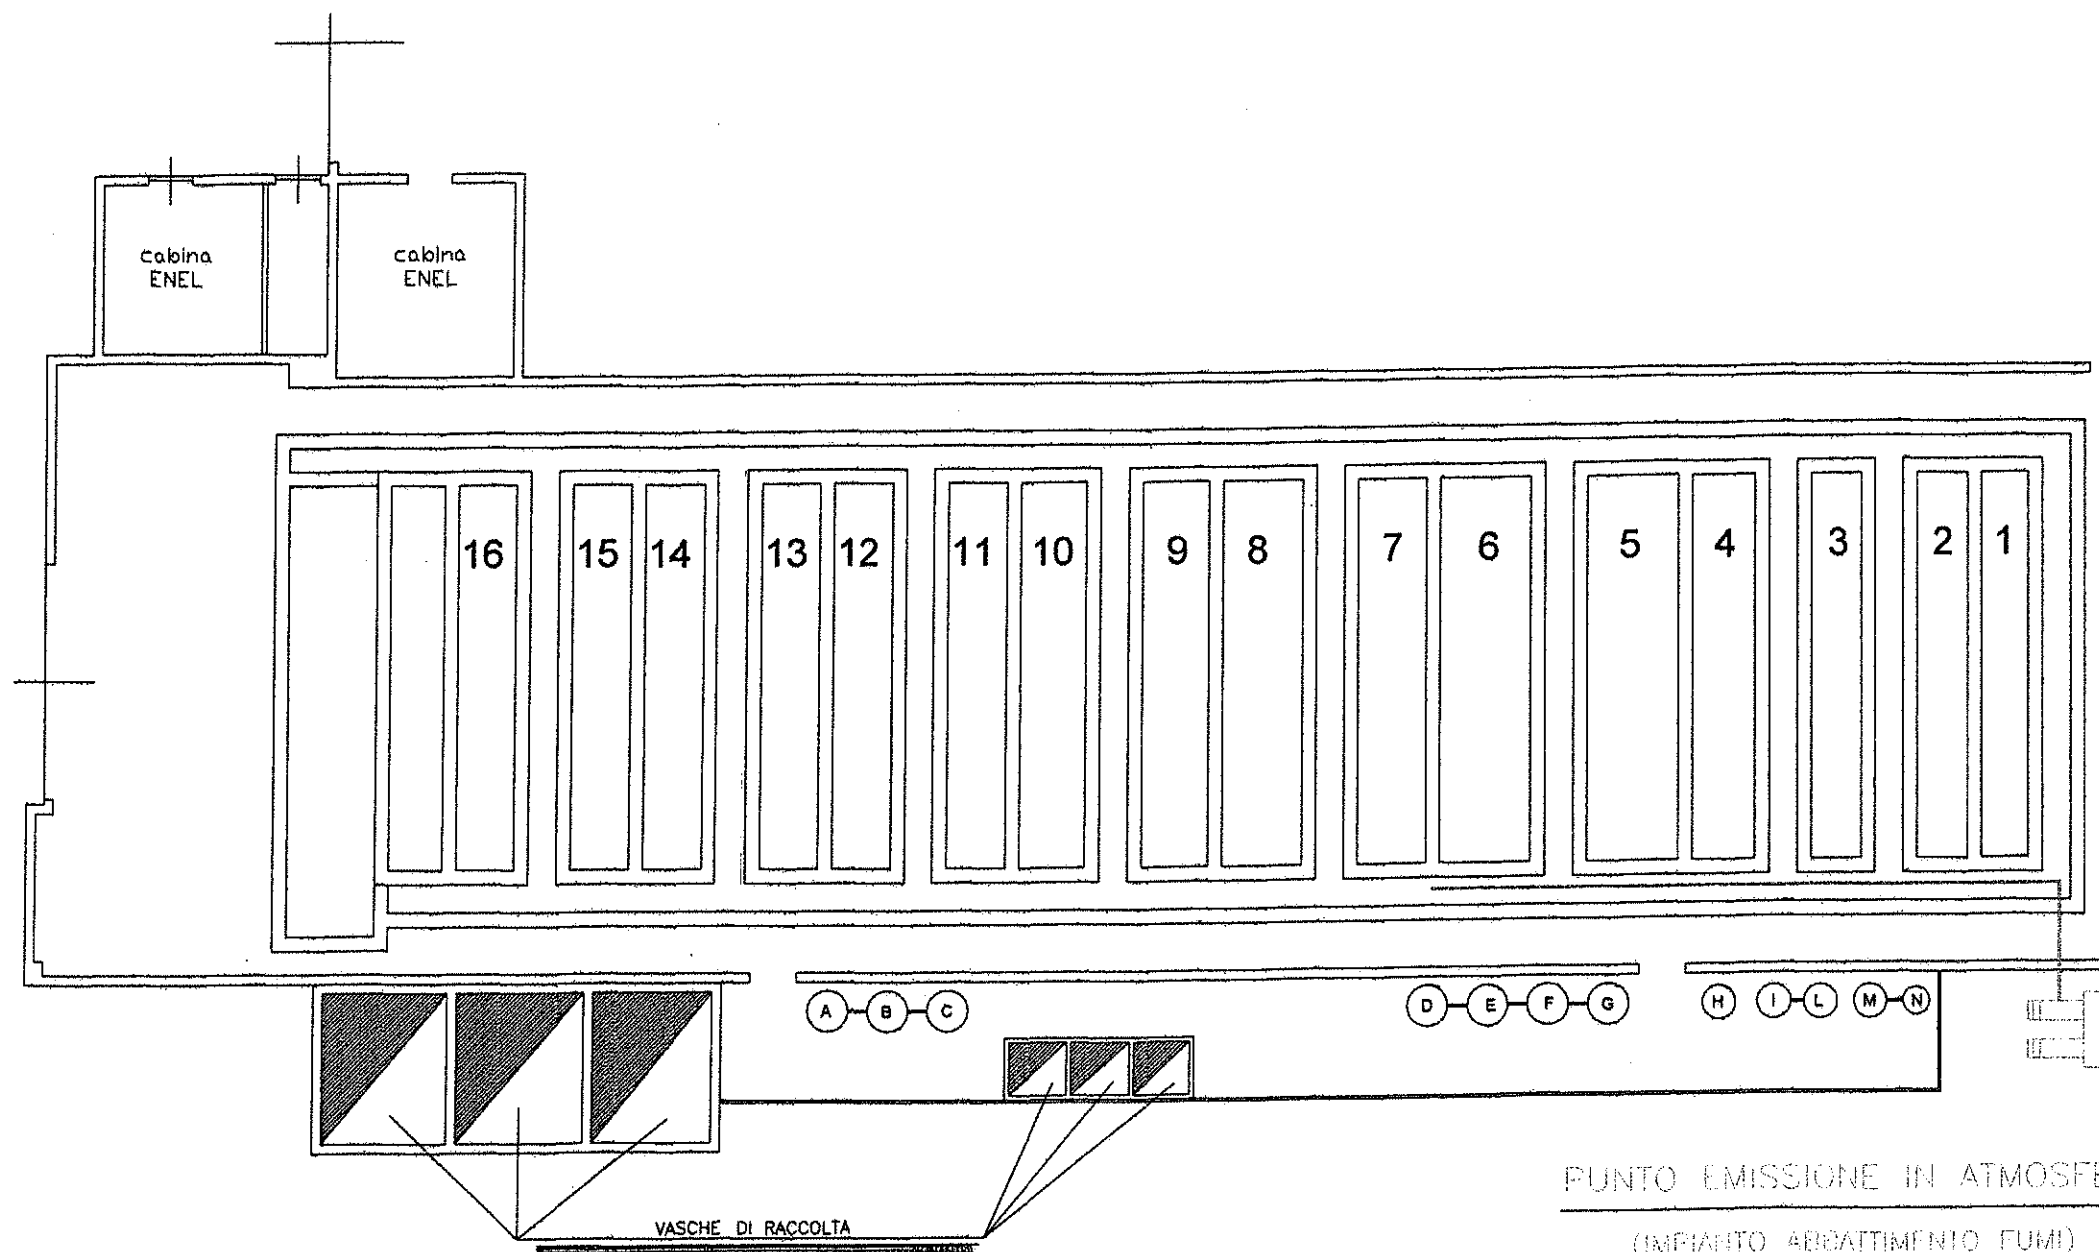 cabina
ENEL
cabina
ENEL
16 15 14 13 12 11 10 9 8 7 6 5 4 3 2 1
A B C D E F G H I L M N
VASCHE DI RACCOLTA
PUNTO EMISSIONE IN ATMOSFE
(IMPIANTO ABBATTIMENTO FUMI)